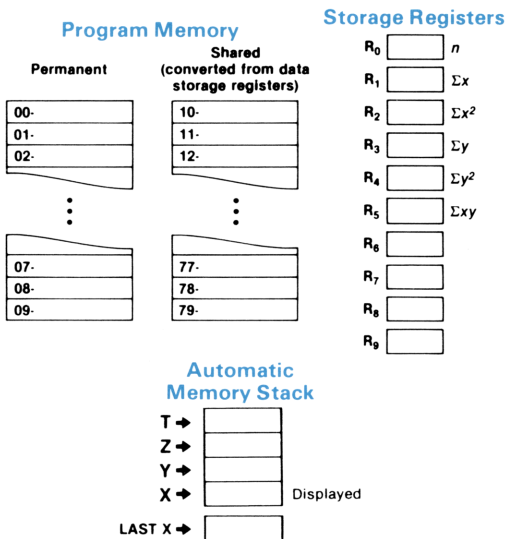 Program Memory
Permanent
00-
01-
02-
07-
08-
09-
Shared
(converted from data
storage registers)
10-
11-
12-
77-
78-
79-
Storage Registers
R₀ n
R₁ Σx
R₂ Σx²
R₃ Σy
R₄ Σy²
R₅ Σxy
R₆
R₇
R₈
R₉
Automatic
Memory Stack
T
Z
Y
X Displayed
LAST X